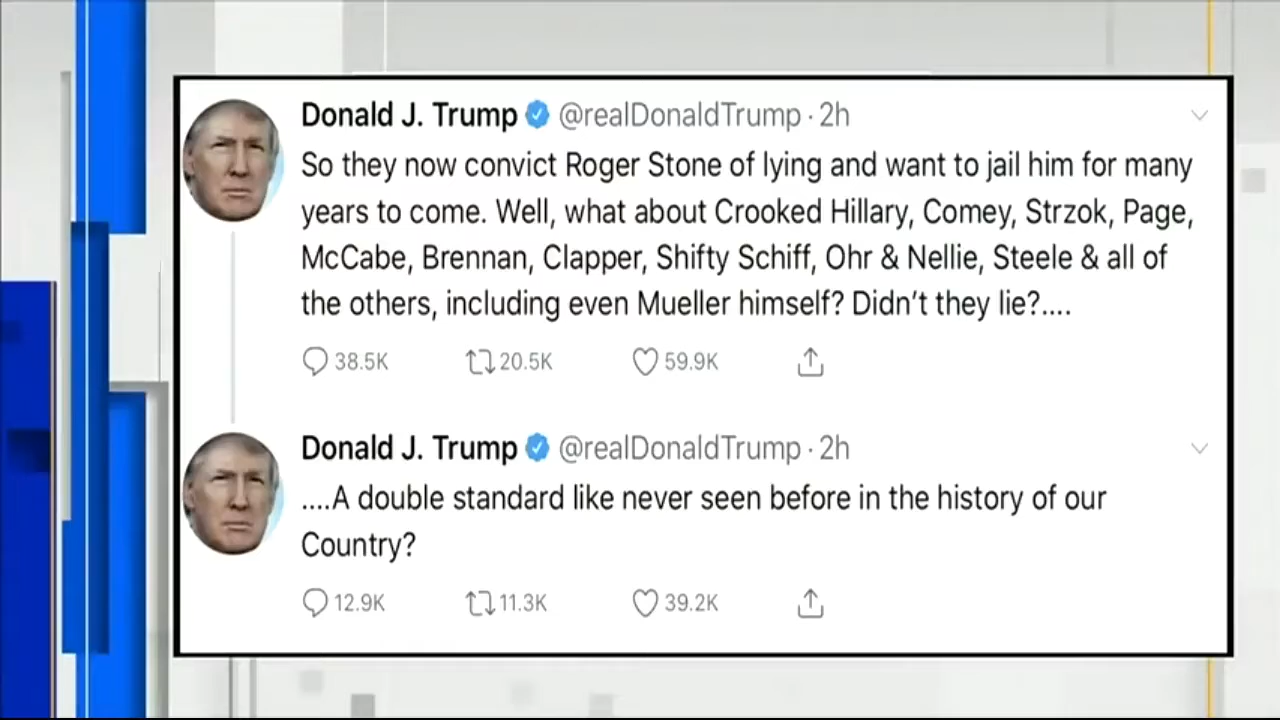 Donald J. Trump @realDonaldTrump · 2h
So they now convict Roger Stone of lying and want to jail him for many
years to come. Well, what about Crooked Hillary, Comey, Strzok, Page,
McCabe, Brennan, Clapper, Shifty Schiff, Ohr & Nellie, Steele & all of
the others, including even Mueller himself? Didn’t they lie?....
38.5K 20.5K 59.9K
Donald J. Trump @realDonaldTrump · 2h
....A double standard like never seen before in the history of our
Country?
12.9K 11.3K 39.2K